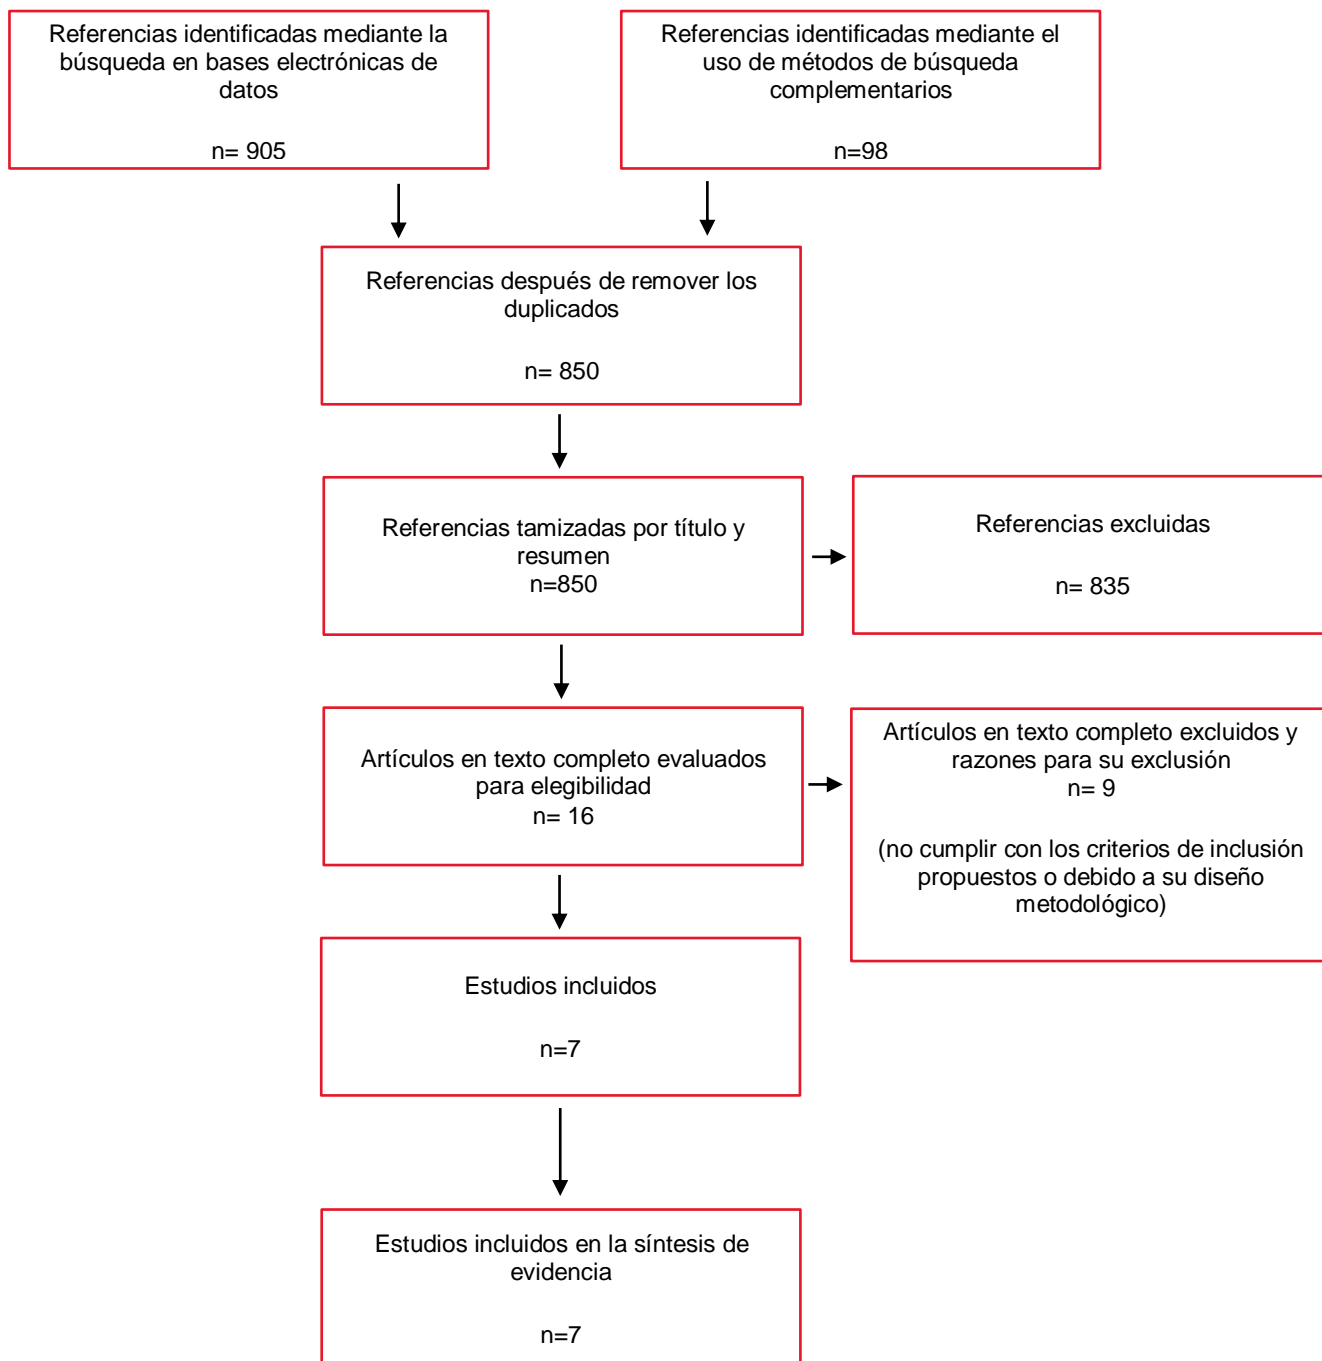 Referencias identificadas mediante la
búsqueda en bases electrónicas de
datos
n= 905
Referencias identificadas mediante el
uso de métodos de búsqueda
complementarios
n=98
Referencias después de remover los
duplicados
n= 850
Referencias tamizadas por título y
resumen
n=850
Referencias excluidas
n= 835
Artículos en texto completo evaluados
para elegibilidad
n= 16
Artículos en texto completo excluidos y
razones para su exclusión
n= 9
(no cumplir con los criterios de inclusión
propuestos o debido a su diseño
metodológico)
Estudios incluidos
n=7
Estudios incluidos en la síntesis de
evidencia
n=7